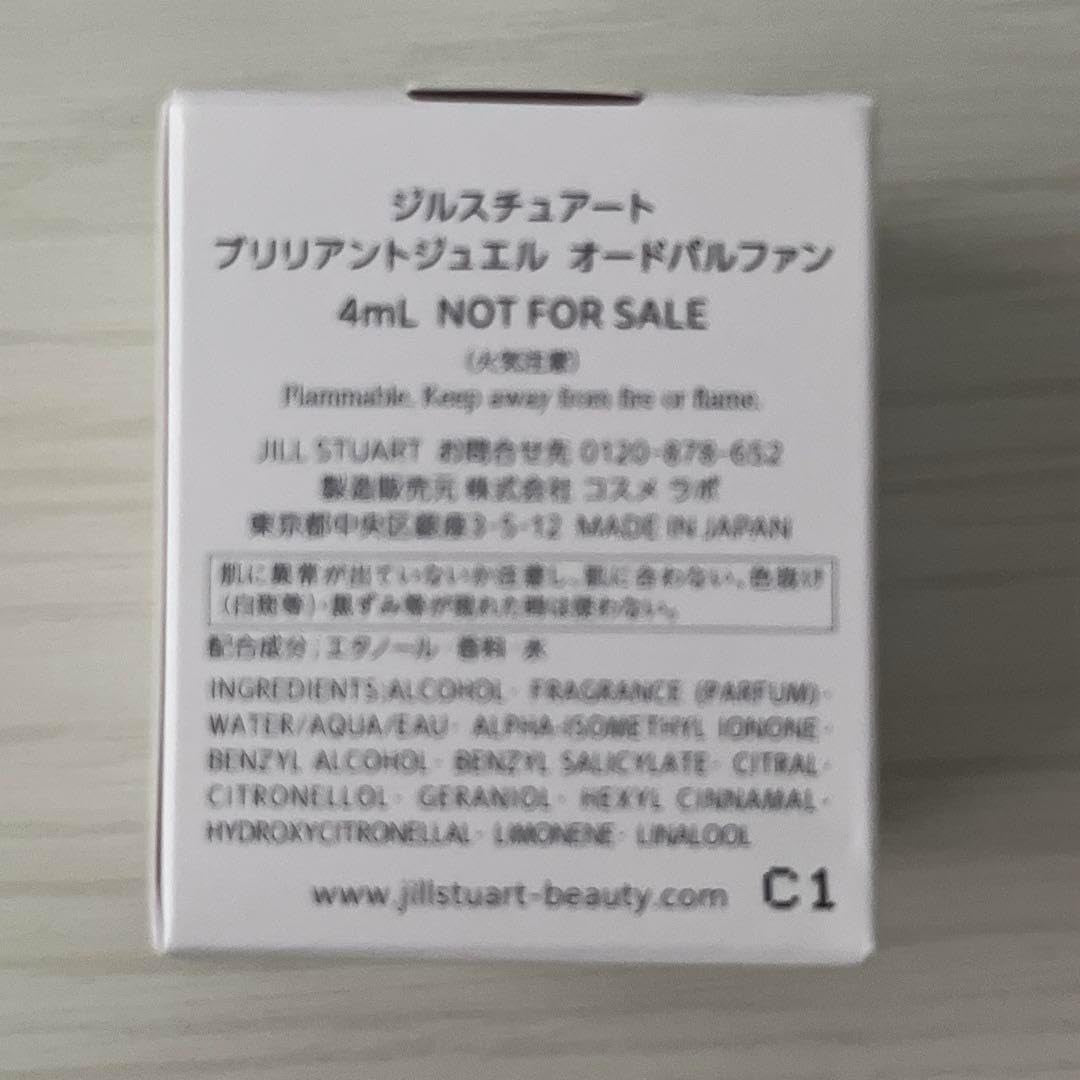 ジルスチュアート
ブリリアントジュエル オードパルファン
4mL NOT FOR SALE
(火気注意)
Flammable. Keep away from fire or flame.
JILL STUART お問合せ先 0120-878-652
製造販売元 株式会社 コスメ ラボ
東京都中央区銀座3-5-12 MADE IN JAPAN
肌に異常が出ていないか注意し、肌に合わない、色抜け
(白斑等)・黒ずみ等が現れた時は使わない。
配合成分:エタノール 香料 水
INGREDIENTS:ALCOHOL· FRAGRANCE (PARFUM)·
WATER/AQUA/EAU· ALPHA-ISOMETHYL IONONE·
BENZYL ALCOHOL· BENZYL SALICYLATE· CITRAL·
CITRONELLOL· GERANIOL· HEXYL CINNAMAL·
HYDROXYCITRONELLAL· LIMONENE· LINALOOL
www.jillstuart-beauty.com C1